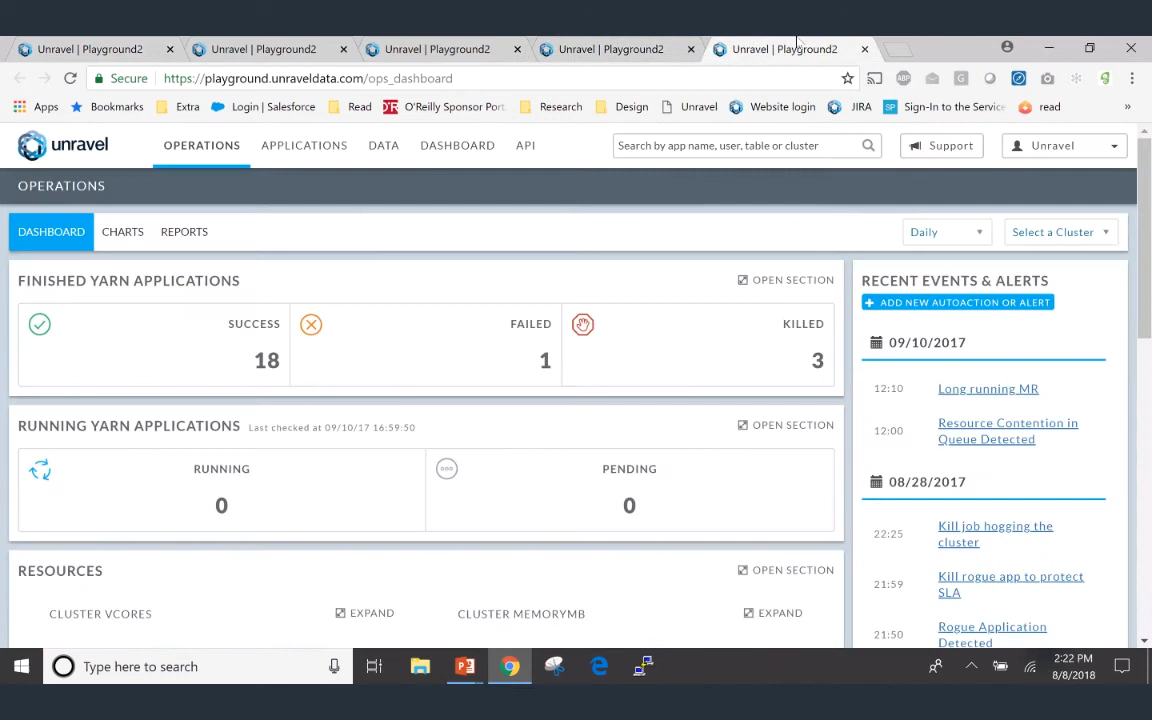 Unravel | Playground2
Unravel | Playground2
Unravel | Playground2
Unravel | Playground2
Unravel | Playground2
Secure
https://playground.unraveldata.com/ops_dashboard
ABP
Apps
Bookmarks
Extra
Login | Salesforce
Read
O'Reilly Sponsor Port
Research
Design
Unravel
Website login
JIRA
SP
Sign-In to the Service
read
unravel
OPERATIONS
APPLICATIONS
DATA
DASHBOARD
API
Search by app name, user, table or cluster
Support
Unravel
OPERATIONS
DASHBOARD
CHARTS
REPORTS
Daily
Select a Cluster
FINISHED YARN APPLICATIONS
OPEN SECTION
SUCCESS
18
FAILED
1
KILLED
3
RUNNING YARN APPLICATIONS
Last checked at 09/10/17 16:59:50
OPEN SECTION
RUNNING
0
PENDING
0
RESOURCES
OPEN SECTION
CLUSTER VCORES
EXPAND
CLUSTER MEMORYMB
EXPAND
RECENT EVENTS & ALERTS
+ ADD NEW AUTOACTION OR ALERT
09/10/2017
12:10
Long running MR
12:00
Resource Contention in
Queue Detected
08/28/2017
22:25
Kill job hogging the
cluster
21:59
Kill rogue app to protect
SLA
21:50
Rogue Application
Detected
Type here to search
2:22 PM
8/8/2018